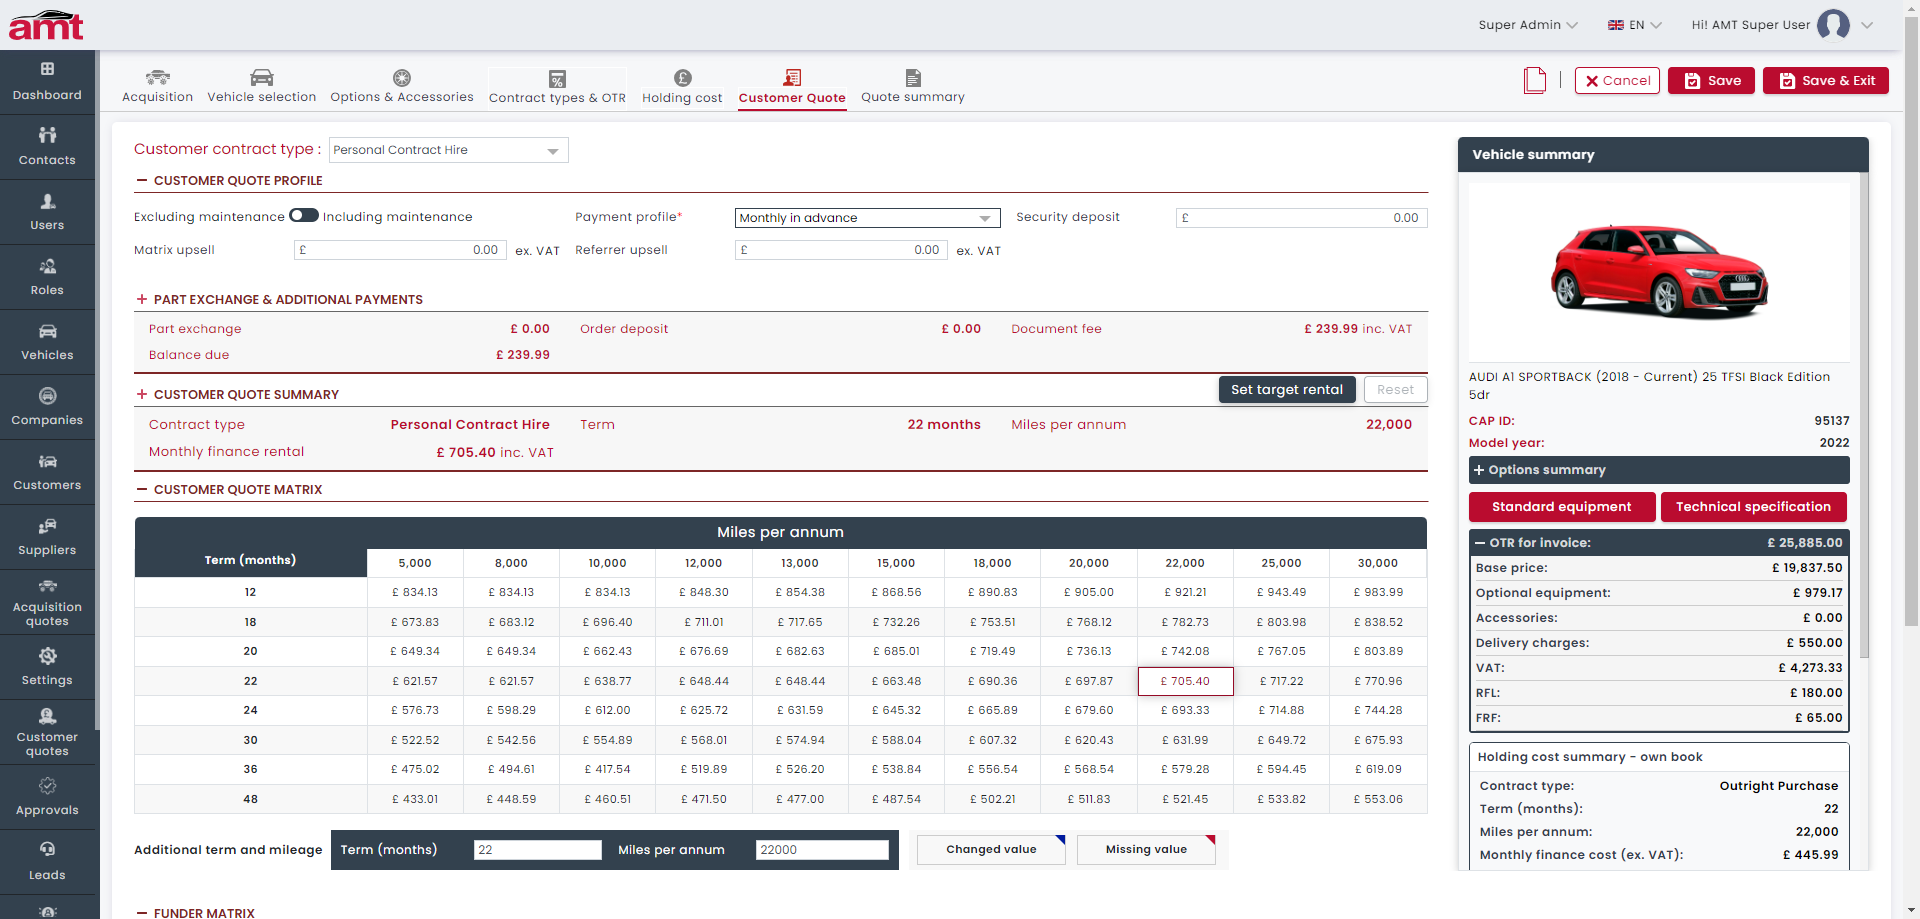 amt
Super Admin
EN
Hi! AMT Super User
Dashboard
Contacts
Users
Roles
Vehicles
Companies
Customers
Suppliers
Acquisition
quotes
Settings
Customer
quotes
Approvals
Leads
Acquisition
Vehicle selection
Options & Accessories
Contract types & OTR
Holding cost
Customer Quote
Quote summary
Cancel
Save
Save & Exit
Customer contract type : Personal Contract Hire
CUSTOMER QUOTE PROFILE
Excluding maintenance Including maintenance Payment profile* Monthly in advance Security deposit £ 0.00
Matrix upsell £ 0.00 ex. VAT Referrer upsell £ 0.00 ex. VAT
PART EXCHANGE & ADDITIONAL PAYMENTS
Part exchange £ 0.00 Order deposit £ 0.00 Document fee £ 239.99 inc. VAT
Balance due £ 239.99
CUSTOMER QUOTE SUMMARY Set target rental Reset
Contract type Personal Contract Hire Term 22 months Miles per annum 22,000
Monthly finance rental £ 705.40 inc. VAT
CUSTOMER QUOTE MATRIX
Miles per annum
Term (months) 5,000 8,000 10,000 12,000 13,000 15,000 18,000 20,000 22,000 25,000 30,000
12 £ 834.13 £ 834.13 £ 834.13 £ 848.30 £ 854.38 £ 868.56 £ 890.83 £ 905.00 £ 921.21 £ 943.49 £ 983.99
18 £ 673.83 £ 683.12 £ 696.40 £ 711.01 £ 717.65 £ 732.26 £ 753.51 £ 768.12 £ 782.73 £ 803.98 £ 838.52
20 £ 649.34 £ 649.34 £ 662.43 £ 676.69 £ 682.63 £ 685.01 £ 719.49 £ 736.13 £ 742.08 £ 767.05 £ 803.89
22 £ 621.57 £ 621.57 £ 638.77 £ 648.44 £ 648.44 £ 663.48 £ 690.36 £ 697.87 £ 705.40 £ 717.22 £ 770.96
24 £ 576.73 £ 598.29 £ 612.00 £ 625.72 £ 631.59 £ 645.32 £ 665.89 £ 679.60 £ 693.33 £ 714.88 £ 744.28
30 £ 522.52 £ 542.56 £ 554.89 £ 568.01 £ 574.94 £ 588.04 £ 607.32 £ 620.43 £ 631.99 £ 649.72 £ 675.93
36 £ 475.02 £ 494.61 £ 417.54 £ 519.89 £ 526.20 £ 538.84 £ 556.54 £ 568.54 £ 579.28 £ 594.45 £ 619.09
48 £ 433.01 £ 448.59 £ 460.51 £ 471.50 £ 477.00 £ 487.54 £ 502.21 £ 511.83 £ 521.45 £ 533.82 £ 553.06
Additional term and mileage Term (months) 22 Miles per annum 22000 Changed value Missing value
FUNDER MATRIX
Vehicle summary
AUDI A1 SPORTBACK (2018 - Current) 25 TFSI Black Edition
5dr
CAP ID: 95137
Model year: 2022
Options summary
Standard equipment Technical specification
OTR for invoice: £ 25,885.00
Base price: £ 19,837.50
Optional equipment: £ 979.17
Accessories: £ 0.00
Delivery charges: £ 550.00
VAT: £ 4,273.33
RFL: £ 180.00
FRF: £ 65.00
Holding cost summary - own book
Contract type: Outright Purchase
Term (months): 22
Miles per annum: 22,000
Monthly finance cost (ex. VAT): £ 445.99